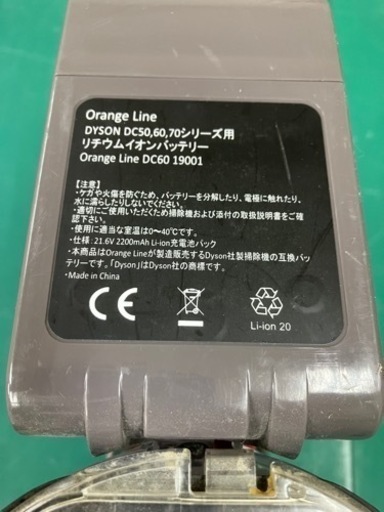 Orange Line
DYSON DC50,60,70シリーズ用
リチウムイオンバッテリー
Orange Line DC60 19001
【注意】
・ケガや火傷を防ぐため、バッテリーを分解したり、電極に触れたり、
水に濡らしたりしないでください。
・適切にご使用いただくため掃除機および添付の取扱説明書をご確
認下さい。
・使用に適当な室温は0〜40℃です。
・仕様：21.6V 2200mAh Li-ion充電池パック
・本商品はOrange Lineが製造販売するDyson社製掃除機の互換バッ
テリーです。「Dyson」はDyson社の商標です。
・Made in China
CE
Li-ion 20